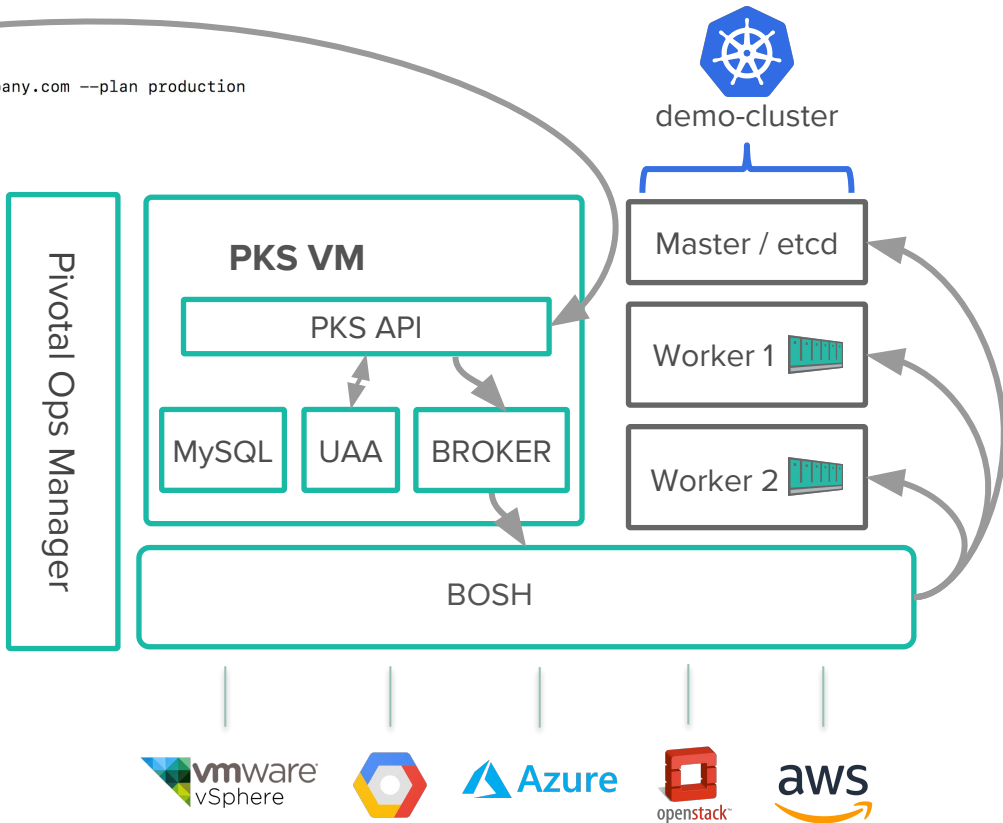 any.com --plan production
demo-cluster
Pivotal Ops Manager
PKS VM
PKS API
MySQL
UAA
BROKER
Master / etcd
Worker 1
Worker 2
BOSH
vmware
vSphere
Azure
openstack
aws